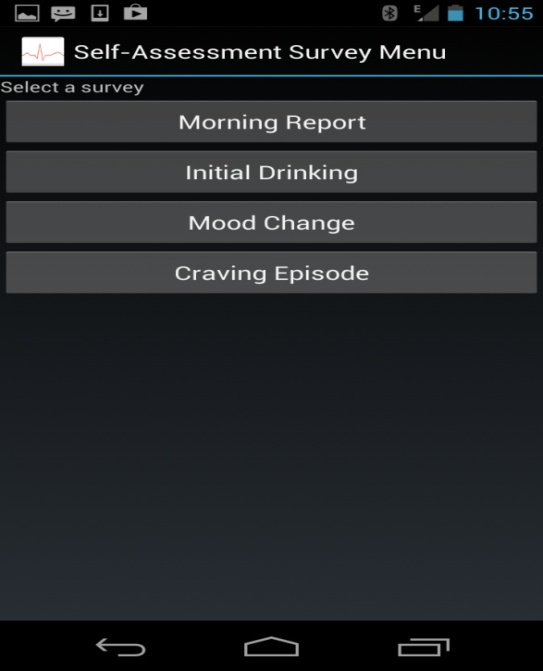 E 10:55
Self-Assessment Survey Menu
Select a survey
Morning Report
Initial Drinking
Mood Change
Craving Episode